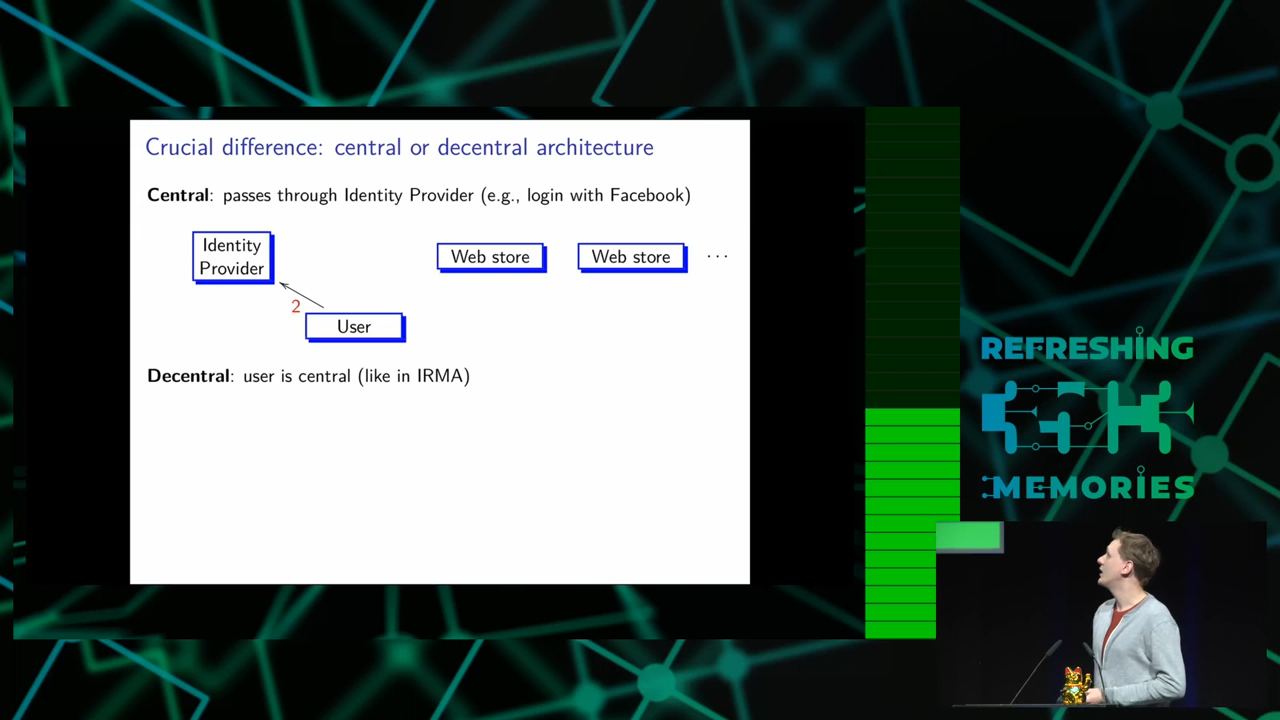 Crucial difference: central or decentral architecture
Central: passes through Identity Provider (e.g., login with Facebook)
Identity
Provider
Web store
Web store
...
2
User
Decentral: user is central (like in IRMA)
REFRESHING
MEMORIES